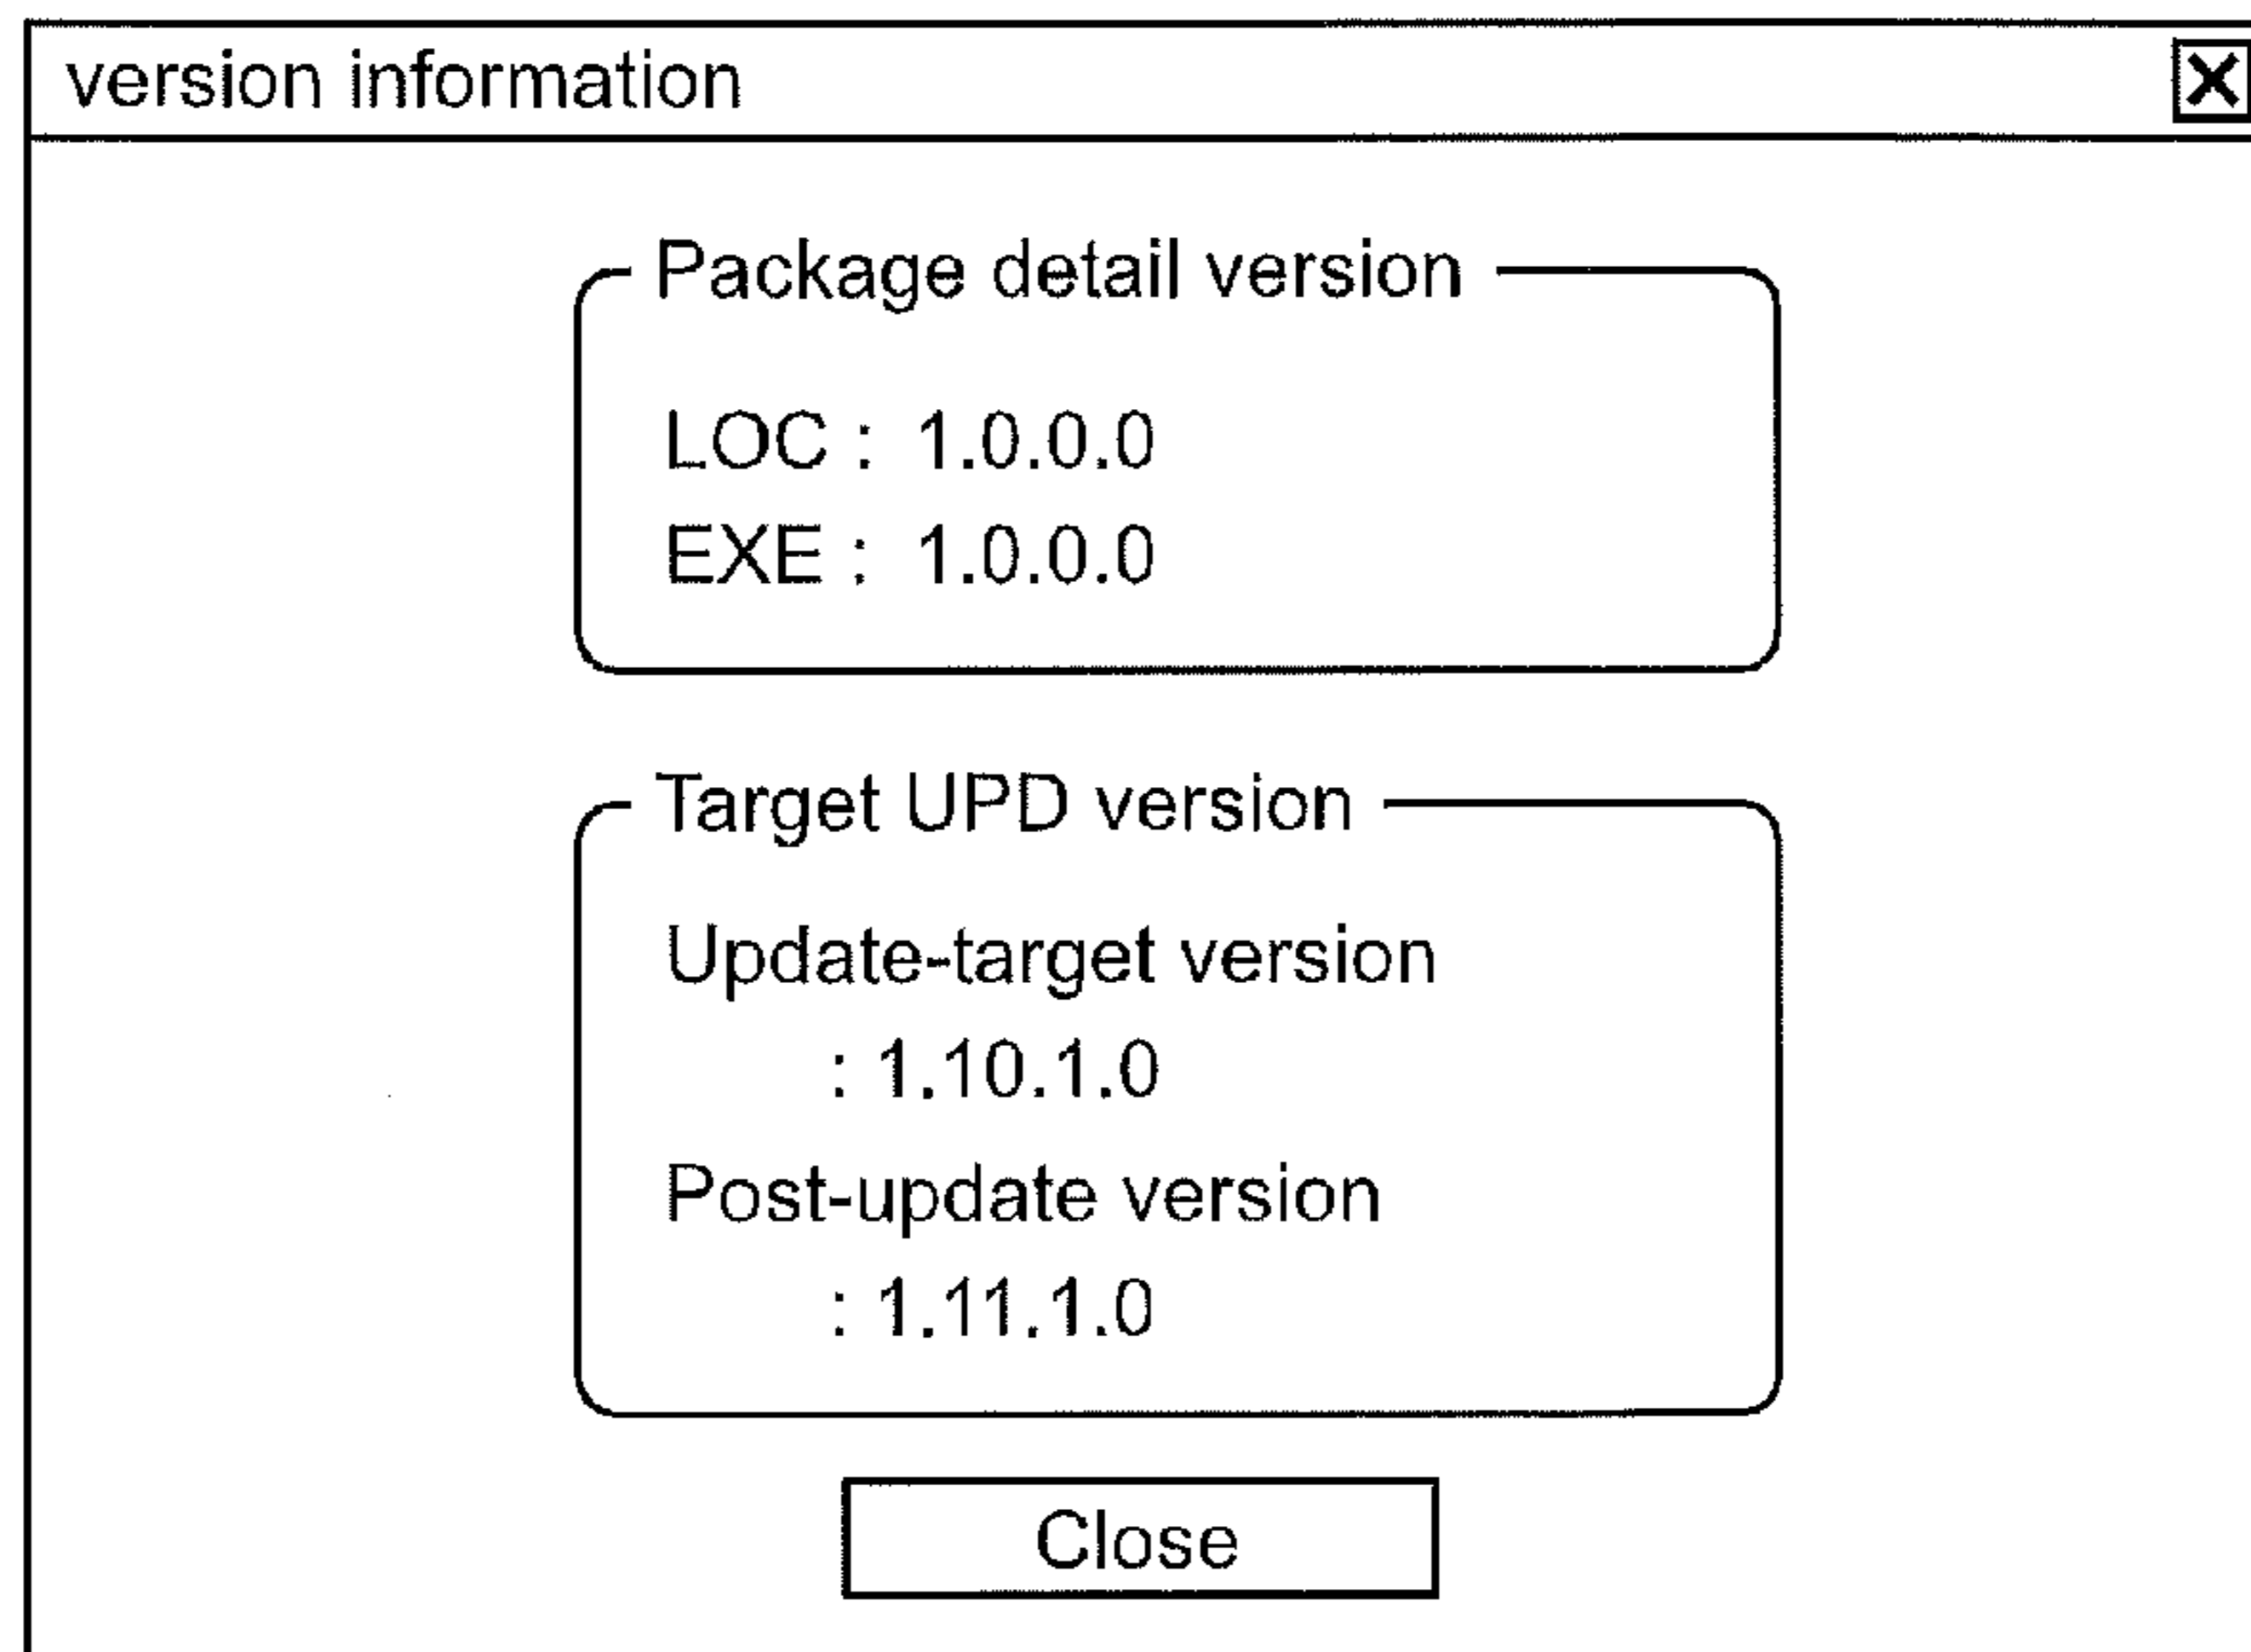 version information
Package detail version
LOC : 1.0.0.0
EXE : 1.0.0.0
Target UPD version
Update-target version
: 1.10.1.0
Post-update version
: 1.11.1.0
Close